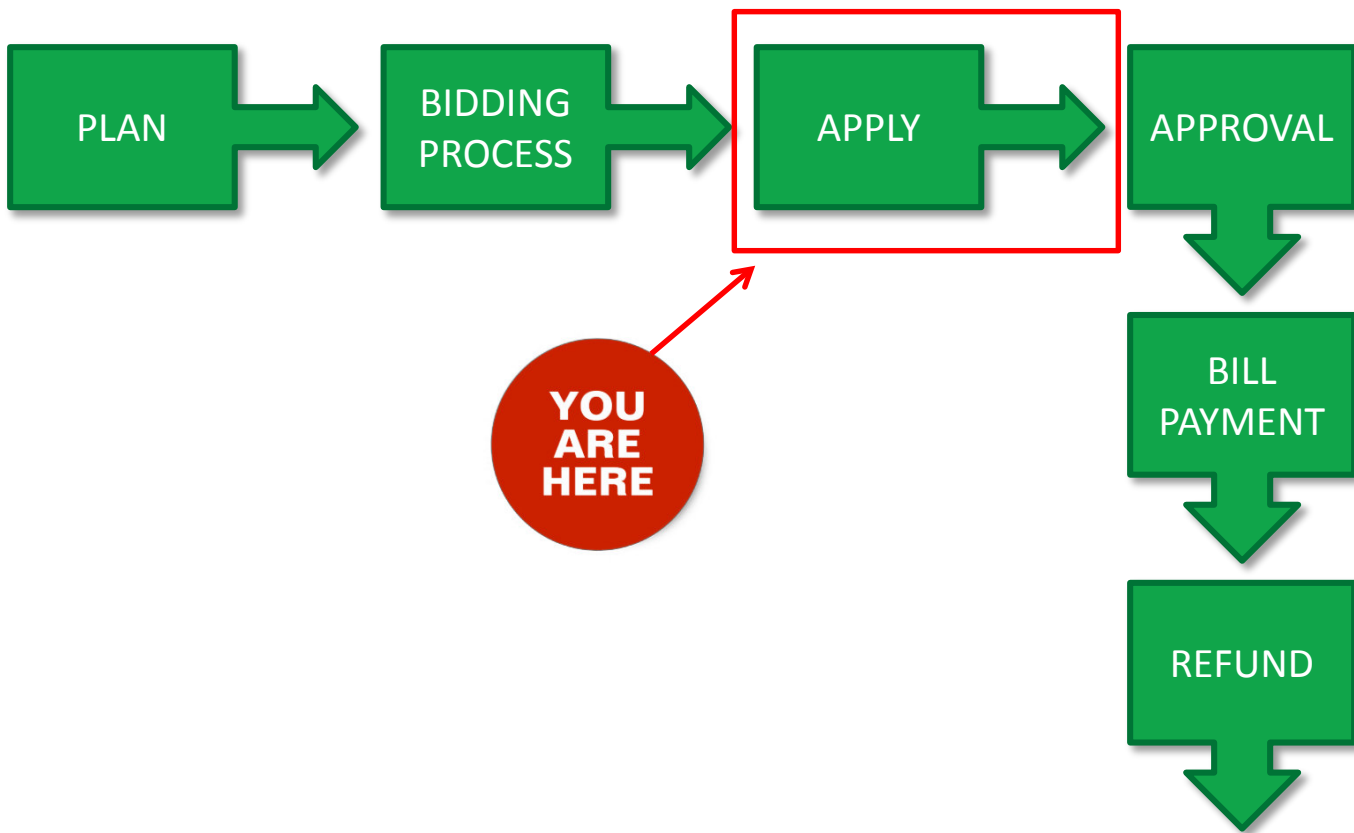 PLAN
BIDDING
PROCESS
APPLY
APPROVAL
YOU
ARE
HERE
BILL
PAYMENT
REFUND